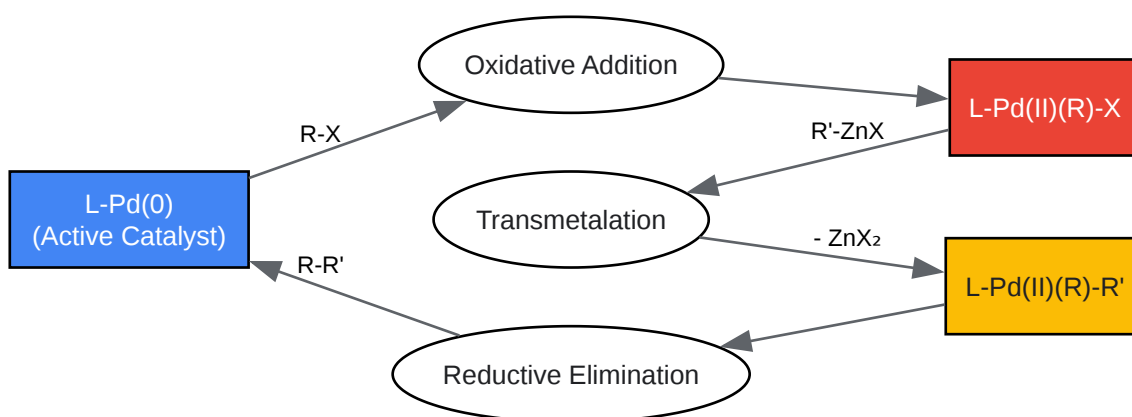 Oxidative Addition
L-Pd(II)(R)-X
R-X
R'-ZnX
L-Pd(0)
(Active Catalyst)
Transmetalation
- ZnX₂
R-R'
L-Pd(II)(R)-R'
Reductive Elimination